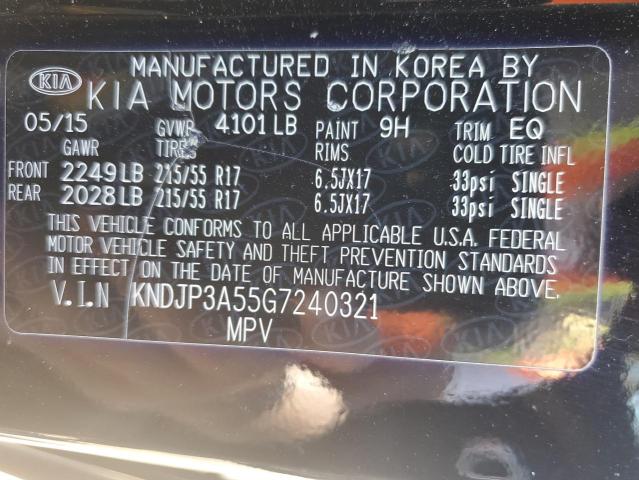 KIA
MANUFACTURED IN KOREA BY
KIA MOTORS CORPORATION
05/15 GVWP 4101 LB PAINT 9H TRIM EQ
GAWR TIRES RIMS COLD TIRE INFL
FRONT 2249 LB 215/55 R17 6.5JX17 33psi SINGLE
REAR 2028 LB 215/55 R17 6.5JX17 33psi SINGLE
THIS VEHICLE CONFORMS TO ALL APPLICABLE U.S.A. FEDERAL
MOTOR VEHICLE SAFETY AND THEFT PREVENTION STANDARDS
IN EFFECT ON THE DATE OF MANUFACTURE SHOWN ABOVE.
V.I.N KNDJP3A55G7240321
MPV